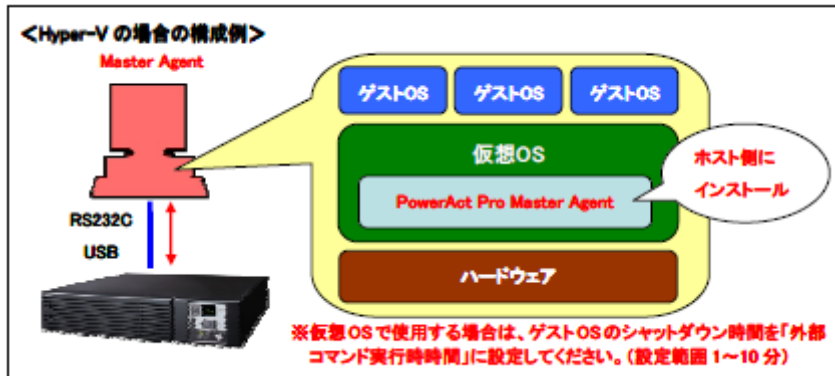 ＜Hyper-V の場合の構成例＞
Master Agent
ゲストOS
ゲストOS
ゲストOS
仮想OS
PowerAct Pro Master Agent
ホスト側に
インストール
RS232C
USB
ハードウェア
※仮想OSで使用する場合は、ゲストOSのシャットダウン時間を「外部
コマンド実行時時間」に設定してください。（設定範囲1～10分）